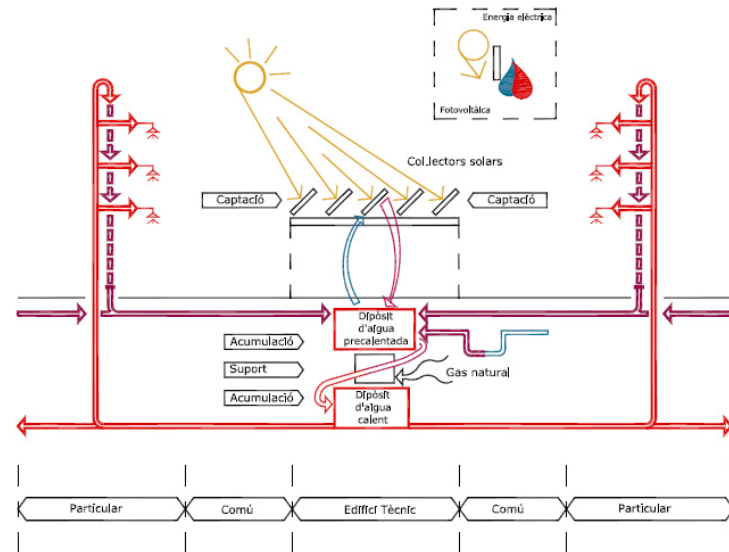 Energia elèctrica
Fotovoltàica
Col.lectors solars
Captació
Captació
Dipòsit
d'aigua
precalentada
Acumulació
Suport
Gas natural
Acumulació
Dipòsit
d'aigua
calent
Particular
Comú
Edifici Tècnic
Comú
Particular